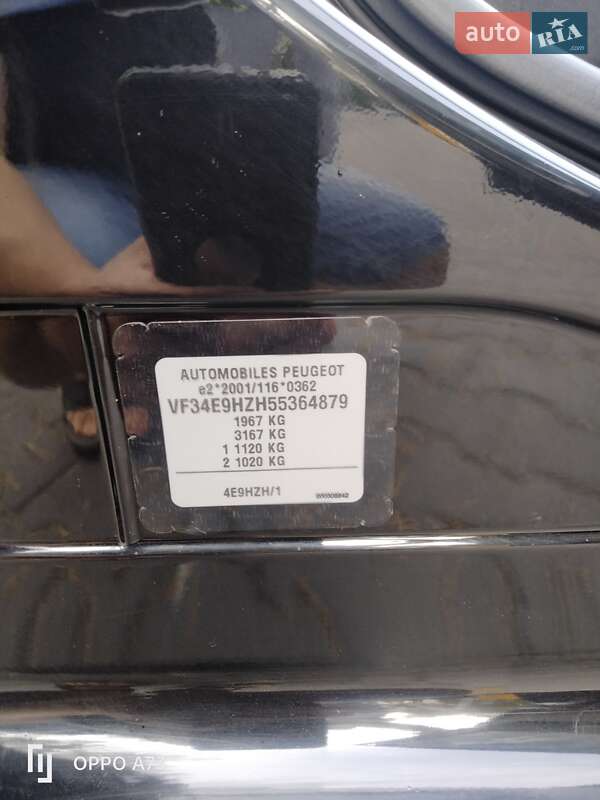 auto RIA .com
AUTOMOBILES PEUGEOT
e2*2001/116*0362
VF34E9HZH55364879
1967 KG
3167 KG
1 1120 KG
2 1020 KG
4E9HZH/1
OPPO A7